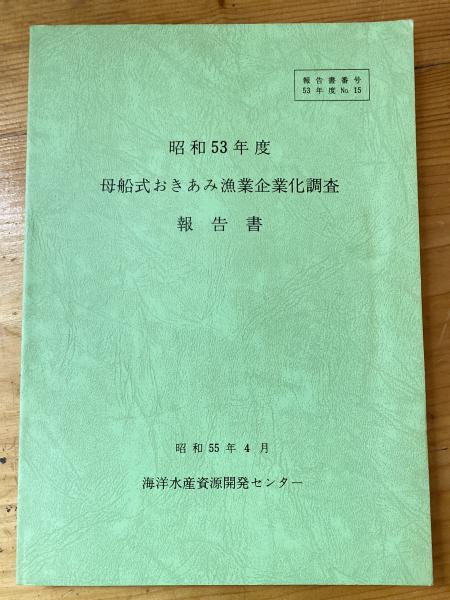 報告書番号
53年度No.15
昭和53年度
母船式おきあみ漁業企業化調査
報告書
昭和55年4月
海洋水産資源開発センター